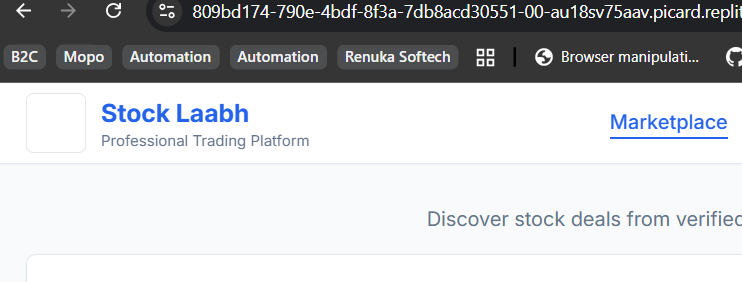 809bd174-790e-4bdf-8f3a-7db8acd30551-00-au18sv75aav.picard.replit
B2C Mopo Automation Automation Renuka Softech Browser manipulati...
Stock Laabh
Professional Trading Platform
Marketplace
Discover stock deals from verified